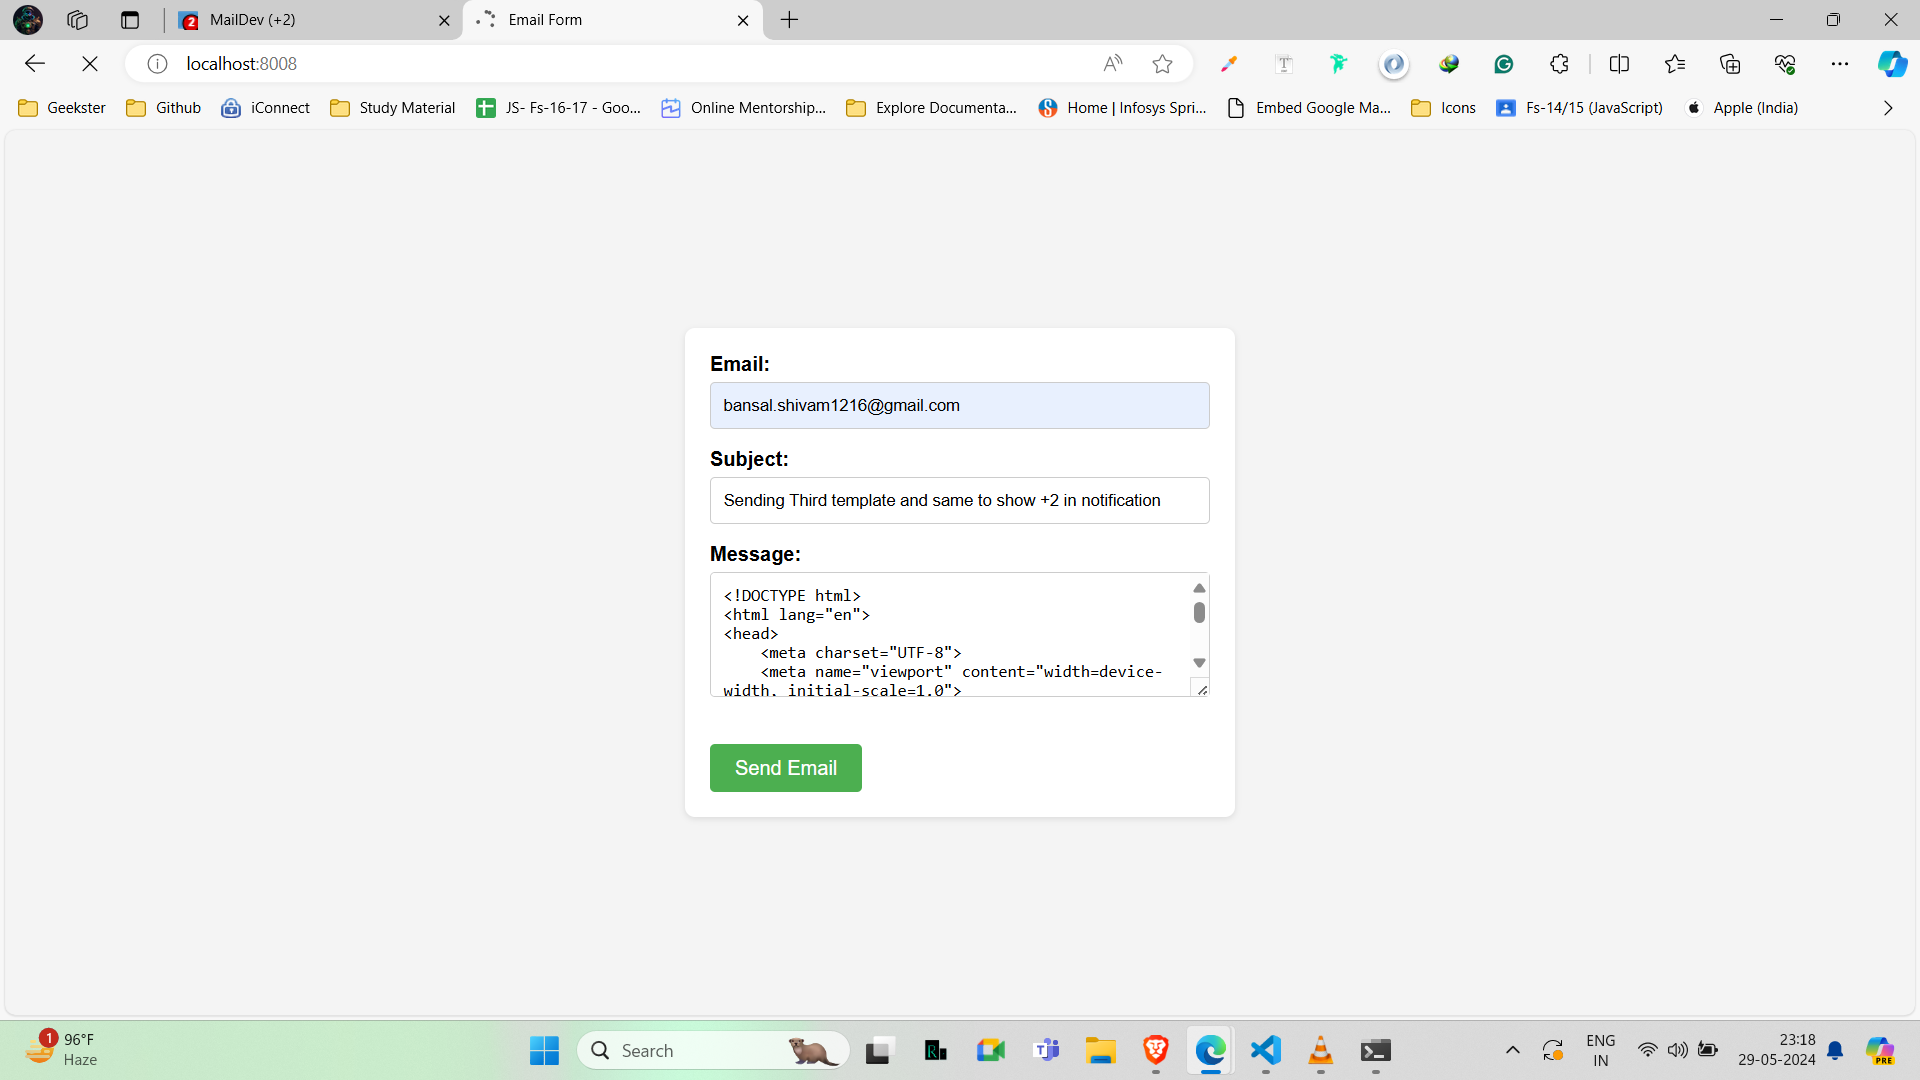 2
MailDev (+2)
Email Form
localhost:8008
Geekster
Github
iConnect
Study Material
JS- Fs-16-17 - Goo...
Online Mentorship...
Explore Documenta...
Home | Infosys Spri...
Embed Google Ma...
Icons
Fs-14/15 (JavaScript)
Apple (India)
Email:
bansal.shivam1216@gmail.com
Subject:
Sending Third template and same to show +2 in notification
Message:
<!DOCTYPE html>
<html lang="en">
<head>
<meta charset="UTF-8">
<meta name="viewport" content="width=device-
width, initial-scale=1.0">
Send Email
1
96°F
Haze
Search
ENG
IN
23:18
29-05-2024
PRE